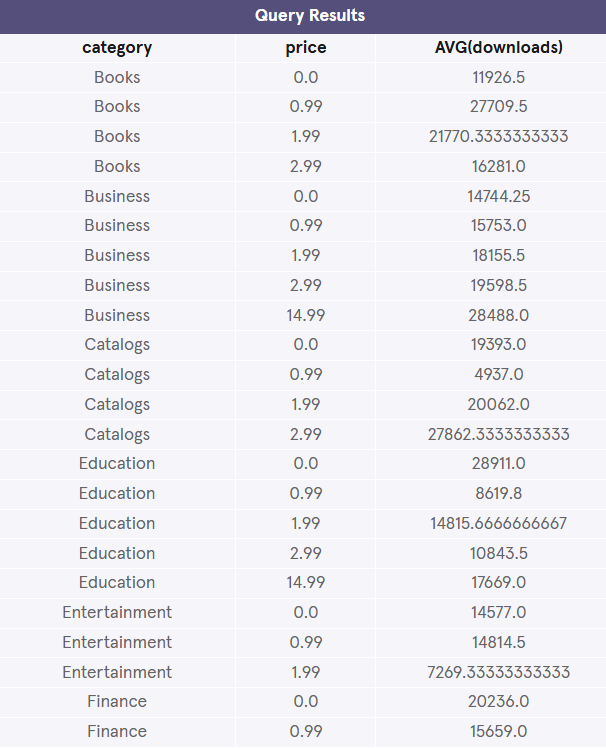 Query Results
category price AVG(downloads)
Books 0.0 11926.5
Books 0.99 27709.5
Books 1.99 21770.3333333333
Books 2.99 16281.0
Business 0.0 14744.25
Business 0.99 15753.0
Business 1.99 18155.5
Business 2.99 19598.5
Business 14.99 28488.0
Catalogs 0.0 19393.0
Catalogs 0.99 4937.0
Catalogs 1.99 20062.0
Catalogs 2.99 27862.3333333333
Education 0.0 28911.0
Education 0.99 8619.8
Education 1.99 14815.6666666667
Education 2.99 10843.5
Education 14.99 17669.0
Entertainment 0.0 14577.0
Entertainment 0.99 14814.5
Entertainment 1.99 7269.33333333333
Finance 0.0 20236.0
Finance 0.99 15659.0